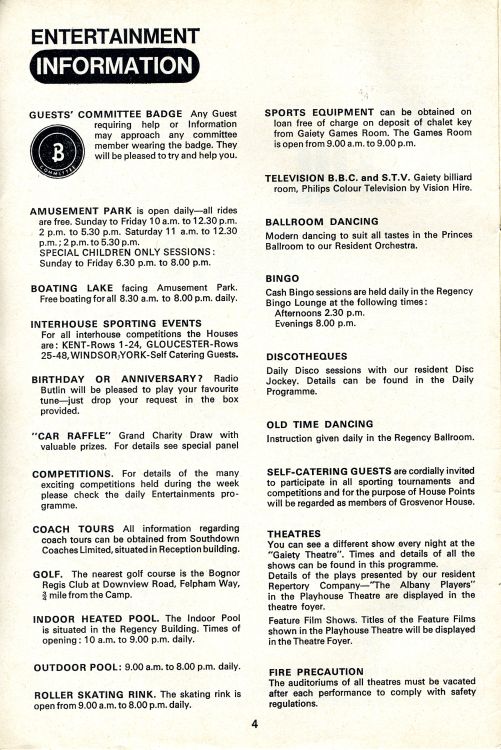 ENTERTAINMENT
INFORMATION
GUESTS' COMMITTEE BADGE Any Guest
requiring help or Information
may approach any committee
member wearing the badge. They
will be pleased to try and help you.
B
COMMITTEE
AMUSEMENT PARK is open daily—all rides
are free. Sunday to Friday 10 a.m. to 12.30 p.m.
2 p.m. to 5.30 p.m. Saturday 11 a.m. to 12.30
p.m.; 2 p.m. to 5.30 p.m.
SPECIAL CHILDREN ONLY SESSIONS:
Sunday to Friday 6.30 p.m. to 8.00 p.m.
BOATING LAKE facing Amusement Park.
Free boating for all 8.30 a.m. to 8.00 p.m. daily.
INTERHOUSE SPORTING EVENTS
For all interhouse competitions the Houses
are: KENT-Rows 1-24, GLOUCESTER-Rows
25-48, WINDSOR, YORK-Self Catering Guests.
BIRTHDAY OR ANNIVERSARY? Radio
Butlin will be pleased to play your favourite
tune—just drop your request in the box
provided.
"CAR RAFFLE" Grand Charity Draw with
valuable prizes. For details see special panel
COMPETITIONS. For details of the many
exciting competitions held during the week
please check the daily Entertainments pro-
gramme.
COACH TOURS All information regarding
coach tours can be obtained from Southdown
Coaches Limited, situated in Reception building.
GOLF. The nearest golf course is the Bognor
Regis Club at Downview Road, Felpham Way,
¾ mile from the Camp.
INDOOR HEATED POOL. The Indoor Pool
is situated in the Regency Building. Times of
opening: 10 a.m. to 9.00 p.m. daily.
OUTDOOR POOL: 9.00 a.m. to 8.00 p.m. daily.
ROLLER SKATING RINK. The skating rink is
open from 9.00 a.m. to 8.00 p.m. daily.
SPORTS EQUIPMENT can be obtained on
loan free of charge on deposit of chalet key
from Gaiety Games Room. The Games Room
is open from 9.00 a.m. to 9.00 p.m.
TELEVISION B.B.C. and S.T.V. Gaiety billiard
room, Philips Colour Television by Vision Hire.
BALLROOM DANCING
Modern dancing to suit all tastes in the Princes
Ballroom to our Resident Orchestra.
BINGO
Cash Bingo sessions are held daily in the Regency
Bingo Lounge at the following times:
Afternoons 2.30 p.m.
Evenings 8.00 p.m.
DISCOTHEQUES
Daily Disco sessions with our resident Disc
Jockey. Details can be found in the Daily
Programme.
OLD TIME DANCING
Instruction given daily in the Regency Ballroom.
SELF-CATERING GUESTS are cordially invited
to participate in all sporting tournaments and
competitions and for the purpose of House Points
will be regarded as members of Grosvenor House.
THEATRES
You can see a different show every night at the
"Gaiety Theatre". Times and details of all the
shows can be found in this programme.
Details of the plays presented by our resident
Repertory Company—"The Albany Players"
in the Playhouse Theatre are displayed in the
theatre foyer.
Feature Film Shows. Titles of the Feature Films
shown in the Playhouse Theatre will be displayed
in the Theatre Foyer.
FIRE PRECAUTION
The auditoriums of all theatres must be vacated
after each performance to comply with safety
regulations.
4